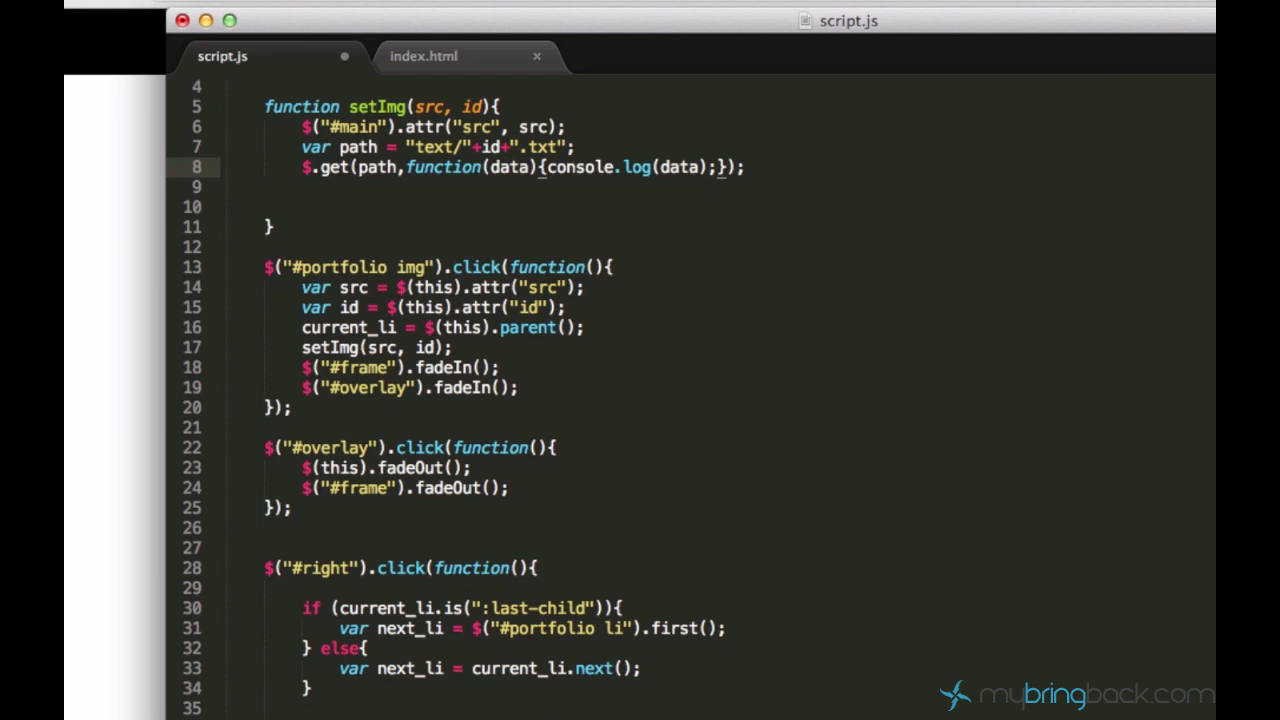 script.js
script.js index.html ×
4
5 function setImg(src, id){
6 $("#main").attr("src", src);
7 var path = "text/"+id+".txt";
8 $.get(path,function(data){console.log(data);});
9
10
11 }
12
13 $("#portfolio img").click(function(){
14 var src = $(this).attr("src");
15 var id = $(this).attr("id");
16 current_li = $(this).parent();
17 setImg(src, id);
18 $("#frame").fadeIn();
19 $("#overlay").fadeIn();
20 });
21
22 $("#overlay").click(function(){
23 $(this).fadeOut();
24 $("#frame").fadeOut();
25 });
26
27
28 $("#right").click(function(){
29
30 if (current_li.is(":last-child")){
31 var next_li = $("#portfolio li").first();
32 } else{
33 var next_li = current_li.next();
34 }
35
mybringback.com